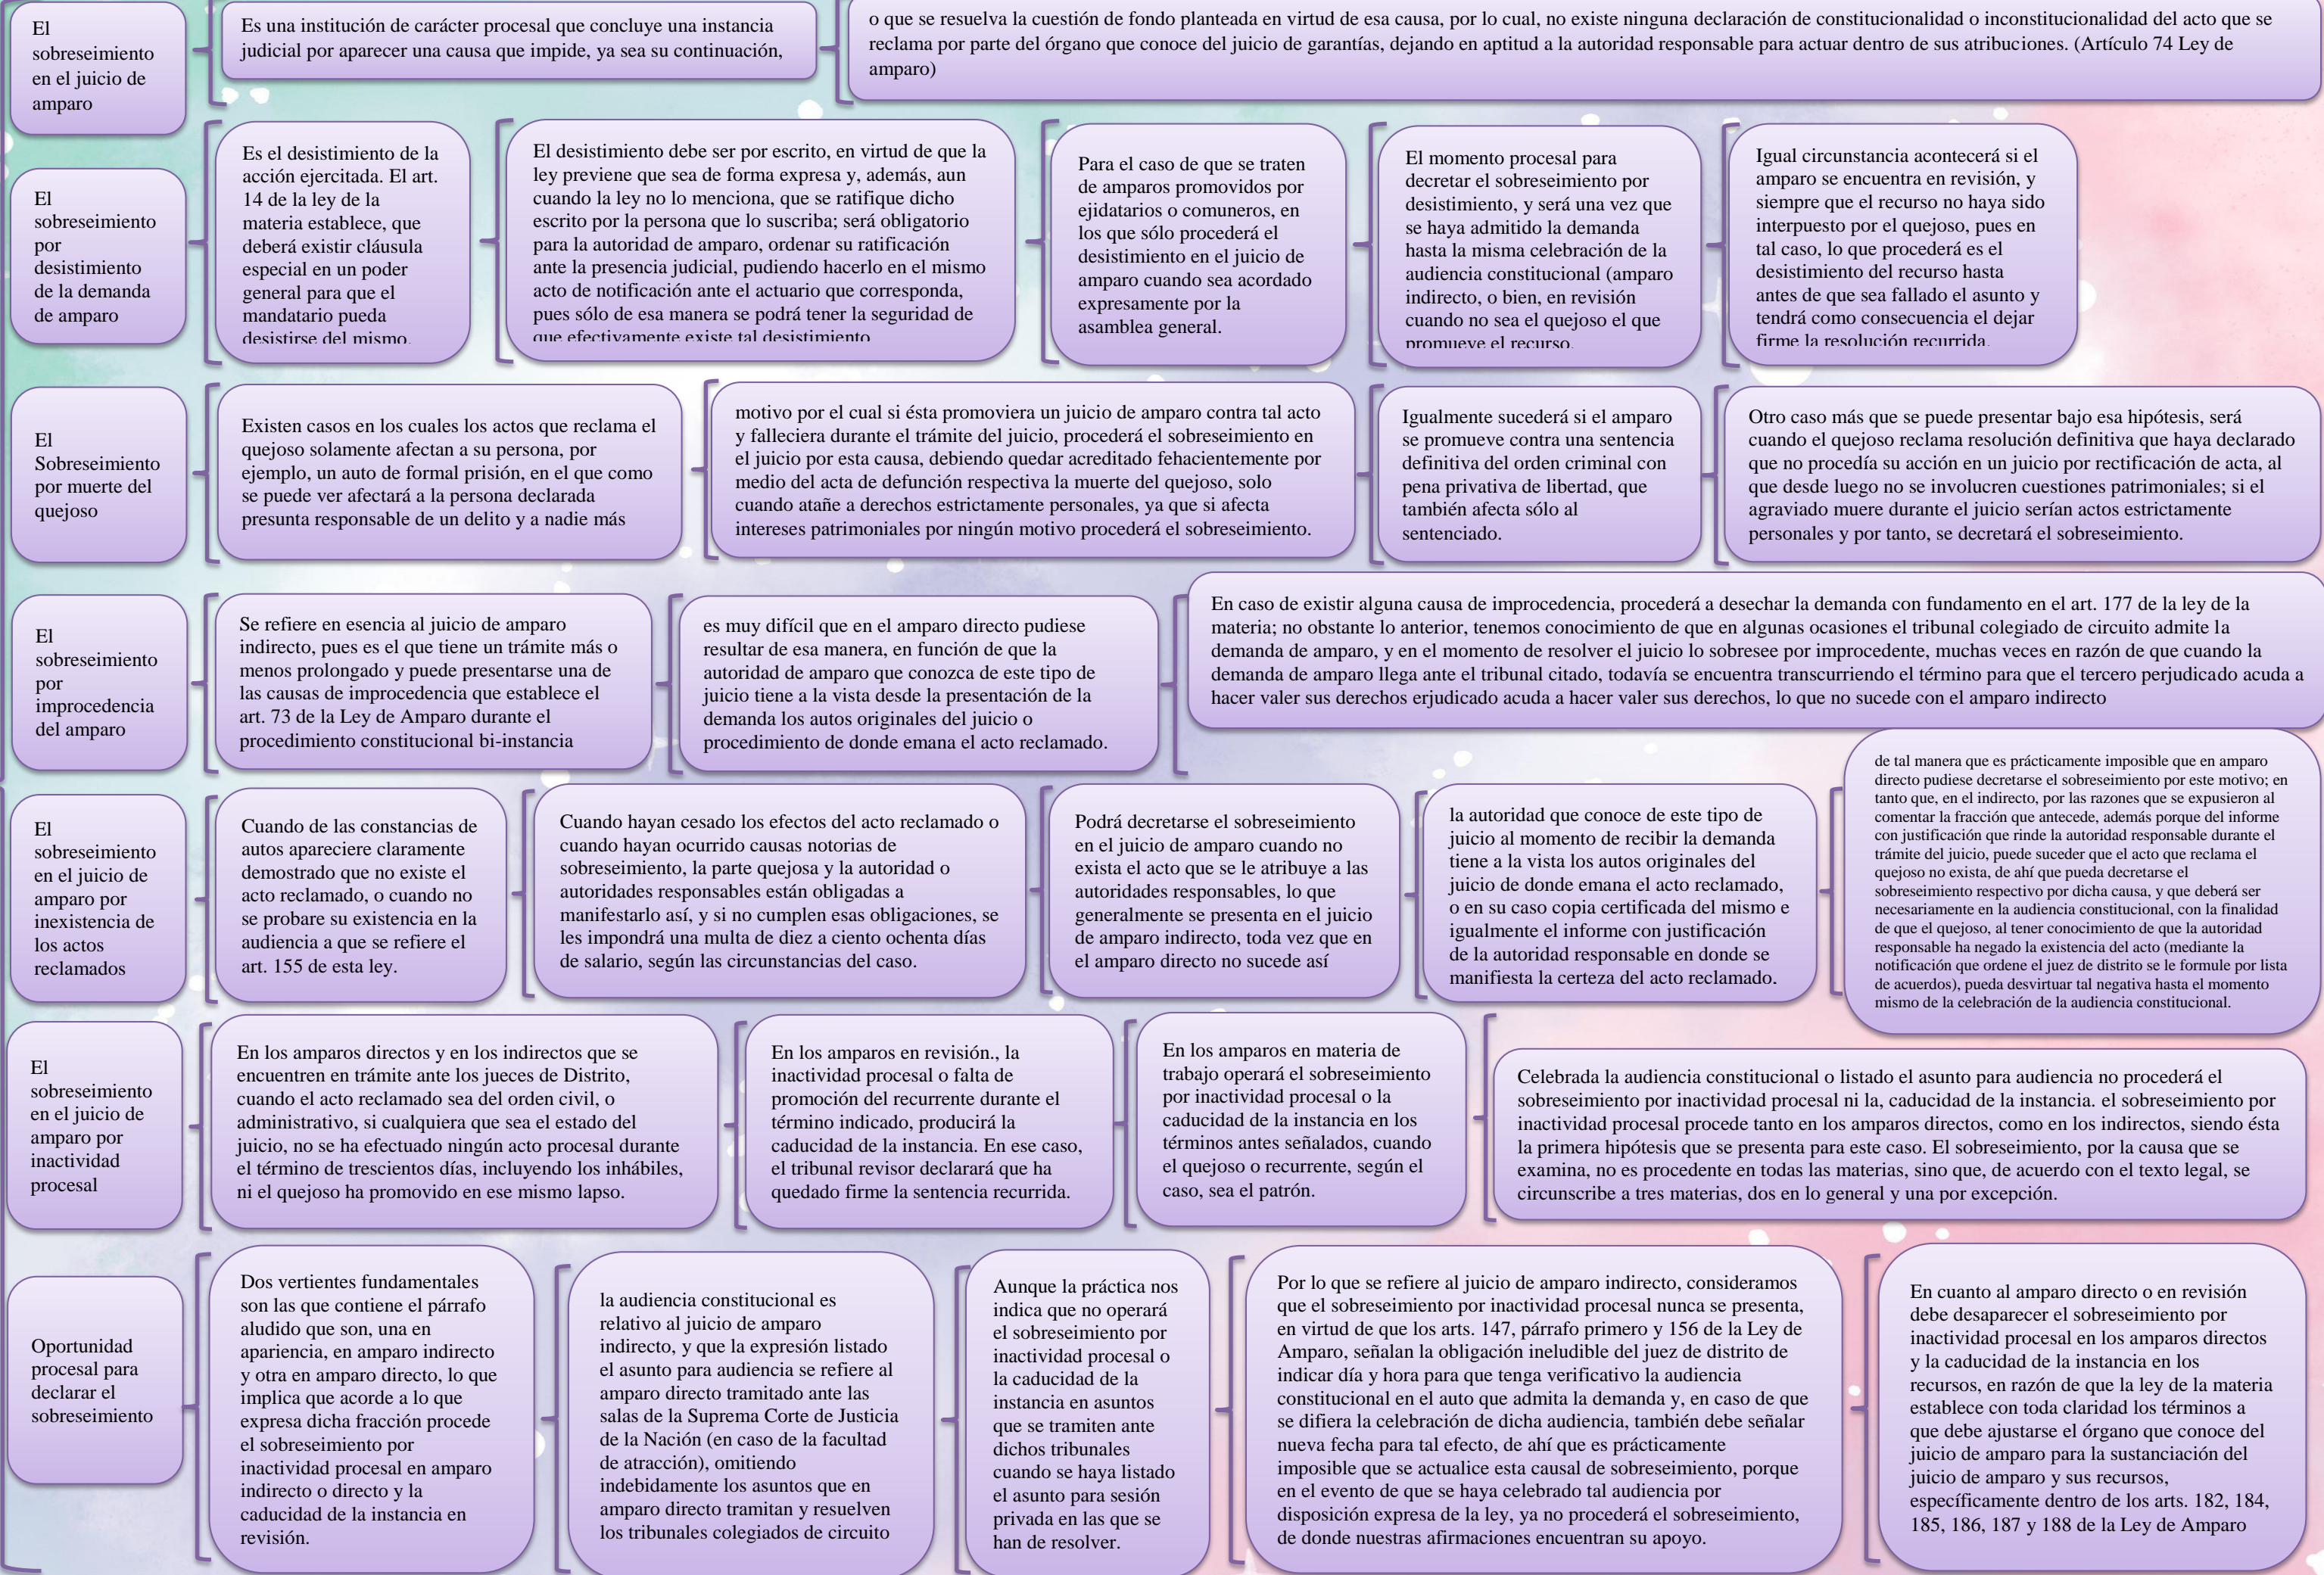 El
sobreseimiento
en el juicio de
amparo
Es una institución de carácter procesal que concluye una instancia
judicial por aparecer una causa que impide, ya sea su continuación,
o que se resuelva la cuestión de fondo planteada en virtud de esa causa, por lo cual, no existe ninguna declaración de constitucionalidad o inconstitucionalidad del acto que se
reclama por parte del órgano que conoce del juicio de garantías, dejando en aptitud a la autoridad responsable para actuar dentro de sus atribuciones. (Artículo 74 Ley de
amparo)
El
sobreseimiento
por
desistimiento
de la demanda
de amparo
Es el desistimiento de la
acción ejercitada. El art.
14 de la ley de la
materia establece, que
deberá existir cláusula
especial en un poder
general para que el
mandatario pueda
desistirse del mismo.
El desistimiento debe ser por escrito, en virtud de que la
ley previene que sea de forma expresa y, además, aun
cuando la ley no lo menciona, que se ratifique dicho
escrito por la persona que lo suscriba; será obligatorio
para la autoridad de amparo, ordenar su ratificación
ante la presencia judicial, pudiendo hacerlo en el mismo
acto de notificación ante el actuario que corresponda,
pues sólo de esa manera se podrá tener la seguridad de
que efectivamente existe tal desistimiento
Para el caso de que se traten
de amparos promovidos por
ejidatarios o comuneros, en
los que sólo procederá el
desistimiento en el juicio de
amparo cuando sea acordado
expresamente por la
asamblea general.
El momento procesal para
decretar el sobreseimiento por
desistimiento, y será una vez que
se haya admitido la demanda
hasta la misma celebración de la
audiencia constitucional (amparo
indirecto, o bien, en revisión
cuando no sea el quejoso el que
promueve el recurso.
Igual circunstancia acontecerá si el
amparo se encuentra en revisión, y
siempre que el recurso no haya sido
interpuesto por el quejoso, pues en
tal caso, lo que procederá es el
desistimiento del recurso hasta
antes de que sea fallado el asunto y
tendrá como consecuencia el dejar
firme la resolución recurrida.
El
Sobreseimiento
por muerte del
quejoso
Existen casos en los cuales los actos que reclama el
quejoso solamente afectan a su persona, por
ejemplo, un auto de formal prisión, en el que como
se puede ver afectará a la persona declarada
presunta responsable de un delito y a nadie más
motivo por el cual si ésta promoviera un juicio de amparo contra tal acto
y falleciera durante el trámite del juicio, procederá el sobreseimiento en
el juicio por esta causa, debiendo quedar acreditado fehacientemente por
medio del acta de defunción respectiva la muerte del quejoso, solo
cuando atañe a derechos estrictamente personales, ya que si afecta
intereses patrimoniales por ningún motivo procederá el sobreseimiento.
Igualmente sucederá si el amparo
se promueve contra una sentencia
definitiva del orden criminal con
pena privativa de libertad, que
también afecta sólo al
sentenciado.
Otro caso más que se puede presentar bajo esa hipótesis, será
cuando el quejoso reclama resolución definitiva que haya declarado
que no procedía su acción en un juicio por rectificación de acta, al
que desde luego no se involucren cuestiones patrimoniales; si el
agraviado muere durante el juicio serían actos estrictamente
personales y por tanto, se decretará el sobreseimiento.
El
sobreseimiento
por
improcedencia
del amparo
Se refiere en esencia al juicio de amparo
indirecto, pues es el que tiene un trámite más o
menos prolongado y puede presentarse una de
las causas de improcedencia que establece el
art. 73 de la Ley de Amparo durante el
procedimiento constitucional bi-instancia
es muy difícil que en el amparo directo pudiese
resultar de esa manera, en función de que la
autoridad de amparo que conozca de este tipo de
juicio tiene a la vista desde la presentación de la
demanda los autos originales del juicio o
procedimiento de donde emana el acto reclamado.
En caso de existir alguna causa de improcedencia, procederá a desechar la demanda con fundamento en el art. 177 de la ley de la
materia; no obstante lo anterior, tenemos conocimiento de que en algunas ocasiones el tribunal colegiado de circuito admite la
demanda de amparo, y en el momento de resolver el juicio lo sobresee por improcedente, muchas veces en razón de que cuando la
demanda de amparo llega ante el tribunal citado, todavía se encuentra transcurriendo el término para que el tercero perjudicado acuda a
hacer valer sus derechos erjudicado acuda a hacer valer sus derechos, lo que no sucede con el amparo indirecto
El
sobreseimiento
en el juicio de
amparo por
inexistencia de
los actos
reclamados
Cuando de las constancias de
autos apareciere claramente
demostrado que no existe el
acto reclamado, o cuando no
se probare su existencia en la
audiencia a que se refiere el
art. 155 de esta ley.
Cuando hayan cesado los efectos del acto reclamado o
cuando hayan ocurrido causas notorias de
sobreseimiento, la parte quejosa y la autoridad o
autoridades responsables están obligadas a
manifestarlo así, y si no cumplen esas obligaciones, se
les impondrá una multa de diez a ciento ochenta días
de salario, según las circunstancias del caso.
Podrá decretarse el sobreseimiento
en el juicio de amparo cuando no
exista el acto que se le atribuye a las
autoridades responsables, lo que
generalmente se presenta en el juicio
de amparo indirecto, toda vez que en
el amparo directo no sucede así
la autoridad que conoce de este tipo de
juicio al momento de recibir la demanda
tiene a la vista los autos originales del
juicio de donde emana el acto reclamado,
o en su caso copia certificada del mismo e
igualmente el informe con justificación
de la autoridad responsable en donde se
manifiesta la certeza del acto reclamado.
de tal manera que es prácticamente imposible que en amparo
directo pudiese decretarse el sobreseimiento por este motivo; en
tanto que, en el indirecto, por las razones que se expusieron al
comentar la fracción que antecede, además porque del informe
con justificación que rinde la autoridad responsable durante el
trámite del juicio, puede suceder que el acto que reclama el
quejoso no exista, de ahí que pueda decretarse el
sobreseimiento respectivo por dicha causa, y que deberá ser
necesariamente en la audiencia constitucional, con la finalidad
de que el quejoso, al tener conocimiento de que la autoridad
responsable ha negado la existencia del acto (mediante la
notificación que ordene el juez de distrito se le formule por lista
de acuerdos), pueda desvirtuar tal negativa hasta el momento
mismo de la celebración de la audiencia constitucional.
El
sobreseimiento
en el juicio de
amparo por
inactividad
procesal
En los amparos directos y en los indirectos que se
encuentren en trámite ante los jueces de Distrito,
cuando el acto reclamado sea del orden civil, o
administrativo, si cualquiera que sea el estado del
juicio, no se ha efectuado ningún acto procesal durante
el término de trescientos días, incluyendo los inhábiles,
ni el quejoso ha promovido en ese mismo lapso.
En los amparos en revisión., la
inactividad procesal o falta de
promoción del recurrente durante el
término indicado, producirá la
caducidad de la instancia. En ese caso,
el tribunal revisor declarará que ha
quedado firme la sentencia recurrida.
En los amparos en materia de
trabajo operará el sobreseimiento
por inactividad procesal o la
caducidad de la instancia en los
términos antes señalados, cuando
el quejoso o recurrente, según el
caso, sea el patrón.
Celebrada la audiencia constitucional o listado el asunto para audiencia no procederá el
sobreseimiento por inactividad procesal ni la, caducidad de la instancia. el sobreseimiento por
inactividad procesal procede tanto en los amparos directos, como en los indirectos, siendo ésta
la primera hipótesis que se presenta para este caso. El sobreseimiento, por la causa que se
examina, no es procedente en todas las materias, sino que, de acuerdo con el texto legal, se
circunscribe a tres materias, dos en lo general y una por excepción.
Oportunidad
procesal para
declarar el
sobreseimiento
Dos vertientes fundamentales
son las que contiene el párrafo
aludido que son, una en
apariencia, en amparo indirecto
y otra en amparo directo, lo que
implica que acorde a lo que
expresa dicha fracción procede
el sobreseimiento por
inactividad procesal en amparo
indirecto o directo y la
caducidad de la instancia en
revisión.
la audiencia constitucional es
relativo al juicio de amparo
indirecto, y que la expresión listado
el asunto para audiencia se refiere al
amparo directo tramitado ante las
salas de la Suprema Corte de Justicia
de la Nación (en caso de la facultad
de atracción), omitiendo
indebidamente los asuntos que en
amparo directo tramitan y resuelven
los tribunales colegiados de circuito
Aunque la práctica nos
indica que no operará
el sobreseimiento por
inactividad procesal o
la caducidad de la
instancia en asuntos
que se tramiten ante
dichos tribunales
cuando se haya listado
el asunto para sesión
privada en las que se
han de resolver.
Por lo que se refiere al juicio de amparo indirecto, consideramos
que el sobreseimiento por inactividad procesal nunca se presenta,
en virtud de que los arts. 147, párrafo primero y 156 de la Ley de
Amparo, señalan la obligación ineludible del juez de distrito de
indicar día y hora para que tenga verificativo la audiencia
constitucional en el auto que admita la demanda y, en caso de que
se difiera la celebración de dicha audiencia, también debe señalar
nueva fecha para tal efecto, de ahí que es prácticamente
imposible que se actualice esta causal de sobreseimiento, porque
en el evento de que se haya celebrado tal audiencia por
disposición expresa de la ley, ya no procederá el sobreseimiento,
de donde nuestras afirmaciones encuentran su apoyo.
En cuanto al amparo directo o en revisión
debe desaparecer el sobreseimiento por
inactividad procesal en los amparos directos
y la caducidad de la instancia en los
recursos, en razón de que la ley de la materia
establece con toda claridad los términos a
que debe ajustarse el órgano que conoce del
juicio de amparo para la sustanciación del
juicio de amparo y sus recursos,
específicamente dentro de los arts. 182, 184,
185, 186, 187 y 188 de la Ley de Amparo